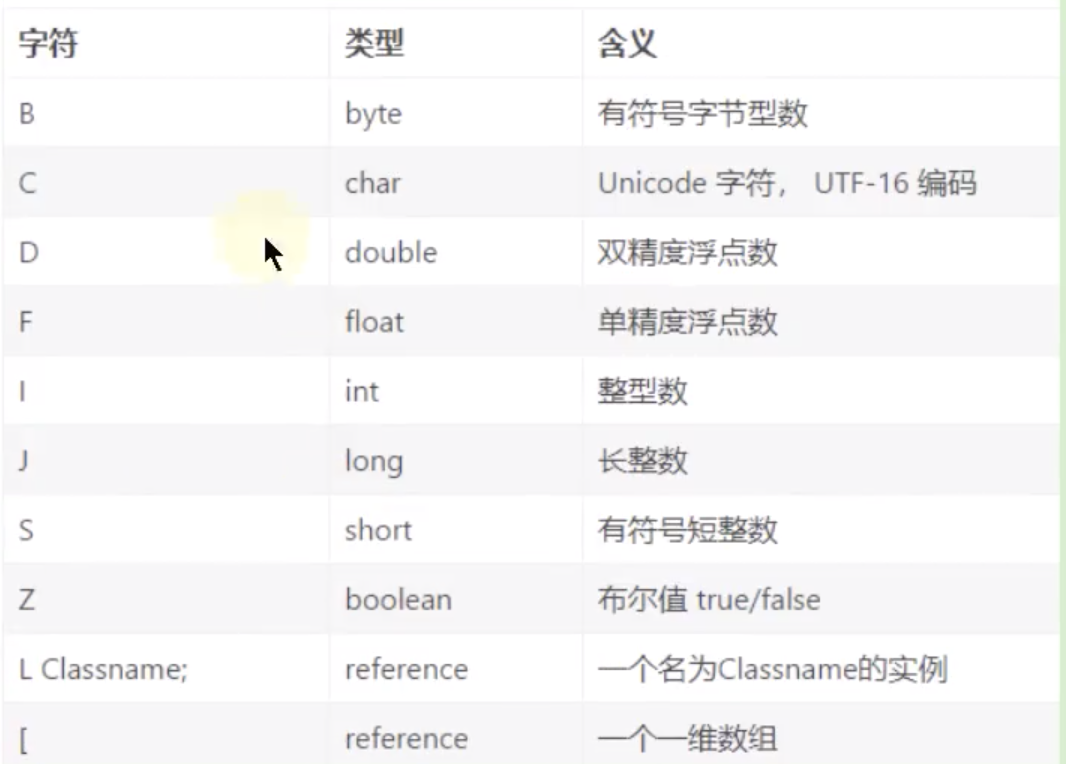 字符 类型 含义
B byte 有符号字节型数
C char Unicode 字符， UTF-16 编码
D double 双精度浮点数
F float 单精度浮点数
I int 整型数
J long 长整数
S short 有符号短整数
Z boolean 布尔值 true/false
L Classname; reference 一个名为Classname的实例
[ reference 一个一维数组